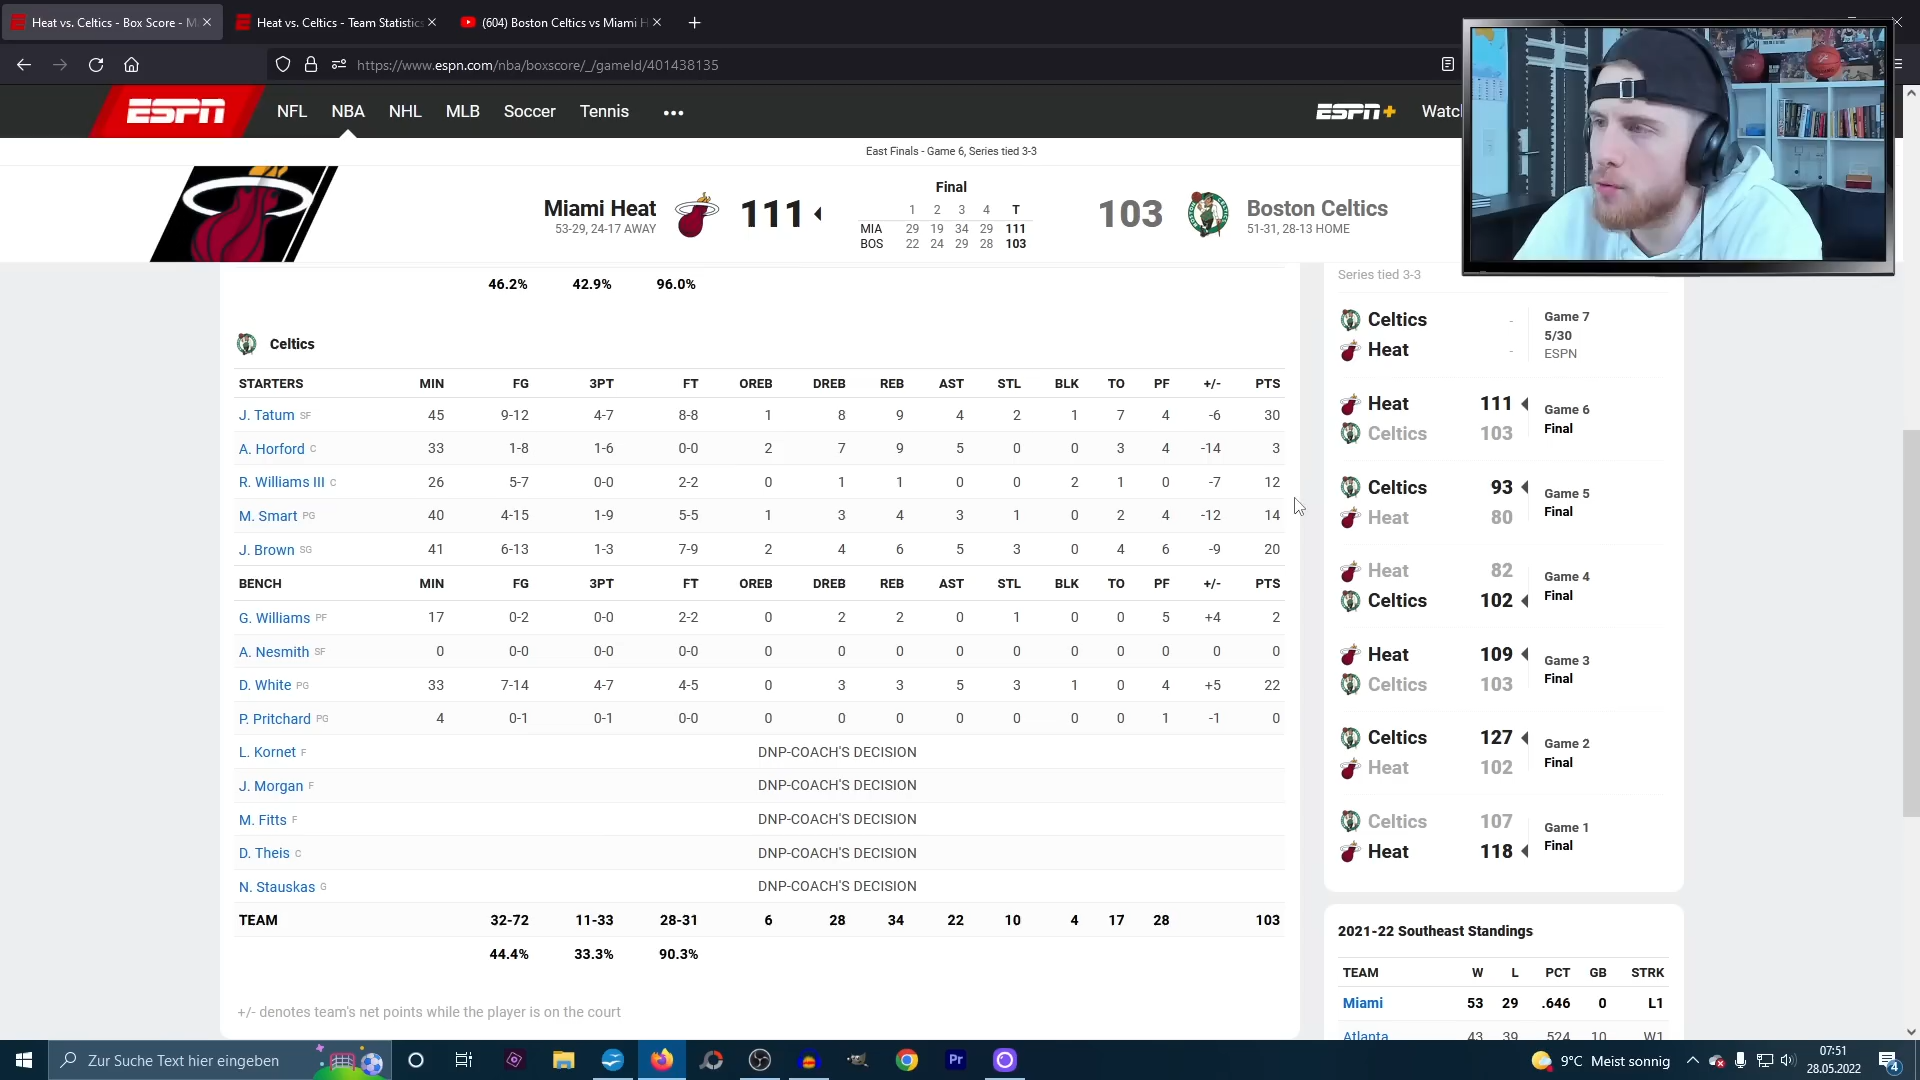 Heat vs. Celtics - Box Score - M
Heat vs. Celtics - Team Statistics
(604) Boston Celtics vs Miami H
https://www.espn.com/nba/boxscore/_/gameId/401438135
ESPN NFL NBA NHL MLB Soccer Tennis ESPN+ Watc
East Finals - Game 6, Series tied 3-3
Final
Miami Heat 111
53-29, 24-17 AWAY
1 2 3 4 T
MIA 29 19 34 29 111
BOS 22 24 29 28 103
103 Boston Celtics
51-31, 28-13 HOME
46.2% 42.9% 96.0%
Celtics
STARTERS MIN FG 3PT FT OREB DREB REB AST STL BLK TO PF +/- PTS
J. Tatum SF 45 9-12 4-7 8-8 1 8 9 4 2 1 7 4 -6 30
A. Horford C 33 1-8 1-6 0-0 2 7 9 5 0 0 3 4 -14 3
R. Williams III C 26 5-7 0-0 2-2 0 1 1 0 0 2 1 0 -7 12
M. Smart PG 40 4-15 1-9 5-5 1 3 4 3 1 0 2 4 -12 14
J. Brown SG 41 6-13 1-3 7-9 2 4 6 5 3 0 4 6 -9 20
BENCH MIN FG 3PT FT OREB DREB REB AST STL BLK TO PF +/- PTS
G. Williams PF 17 0-2 0-0 2-2 0 2 2 0 1 0 0 5 +4 2
A. Nesmith SF 0 0-0 0-0 0-0 0 0 0 0 0 0 0 0 0 0
D. White PG 33 7-14 4-7 4-5 0 3 3 5 3 1 0 4 +5 22
P. Pritchard PG 4 0-1 0-1 0-0 0 0 0 0 0 0 0 1 -1 0
L. Kornet F DNP-COACH'S DECISION
J. Morgan F DNP-COACH'S DECISION
M. Fitts F DNP-COACH'S DECISION
D. Theis C DNP-COACH'S DECISION
N. Stauskas G DNP-COACH'S DECISION
TEAM 32-72 11-33 28-31 6 28 34 22 10 4 17 28 103
44.4% 33.3% 90.3%
+/- denotes team's net points while the player is on the court
Series tied 3-3
Celtics - Game 7
5/30
Heat - ESPN
Heat 111 Game 6
Celtics 103 Final
Celtics 93 Game 5
Heat 80 Final
Heat 82 Game 4
Celtics 102 Final
Heat 109 Game 3
Celtics 103 Final
Celtics 127 Game 2
Heat 102 Final
Celtics 107 Game 1
Heat 118 Final
2021-22 Southeast Standings
TEAM W L PCT GB STRK
Miami 53 29 .646 0 L1
Atlanta 43 39 .524 10 W1
Zur Suche Text hier eingeben
Pr
9°C Meist sonnig
07:51
28.05.2022
4